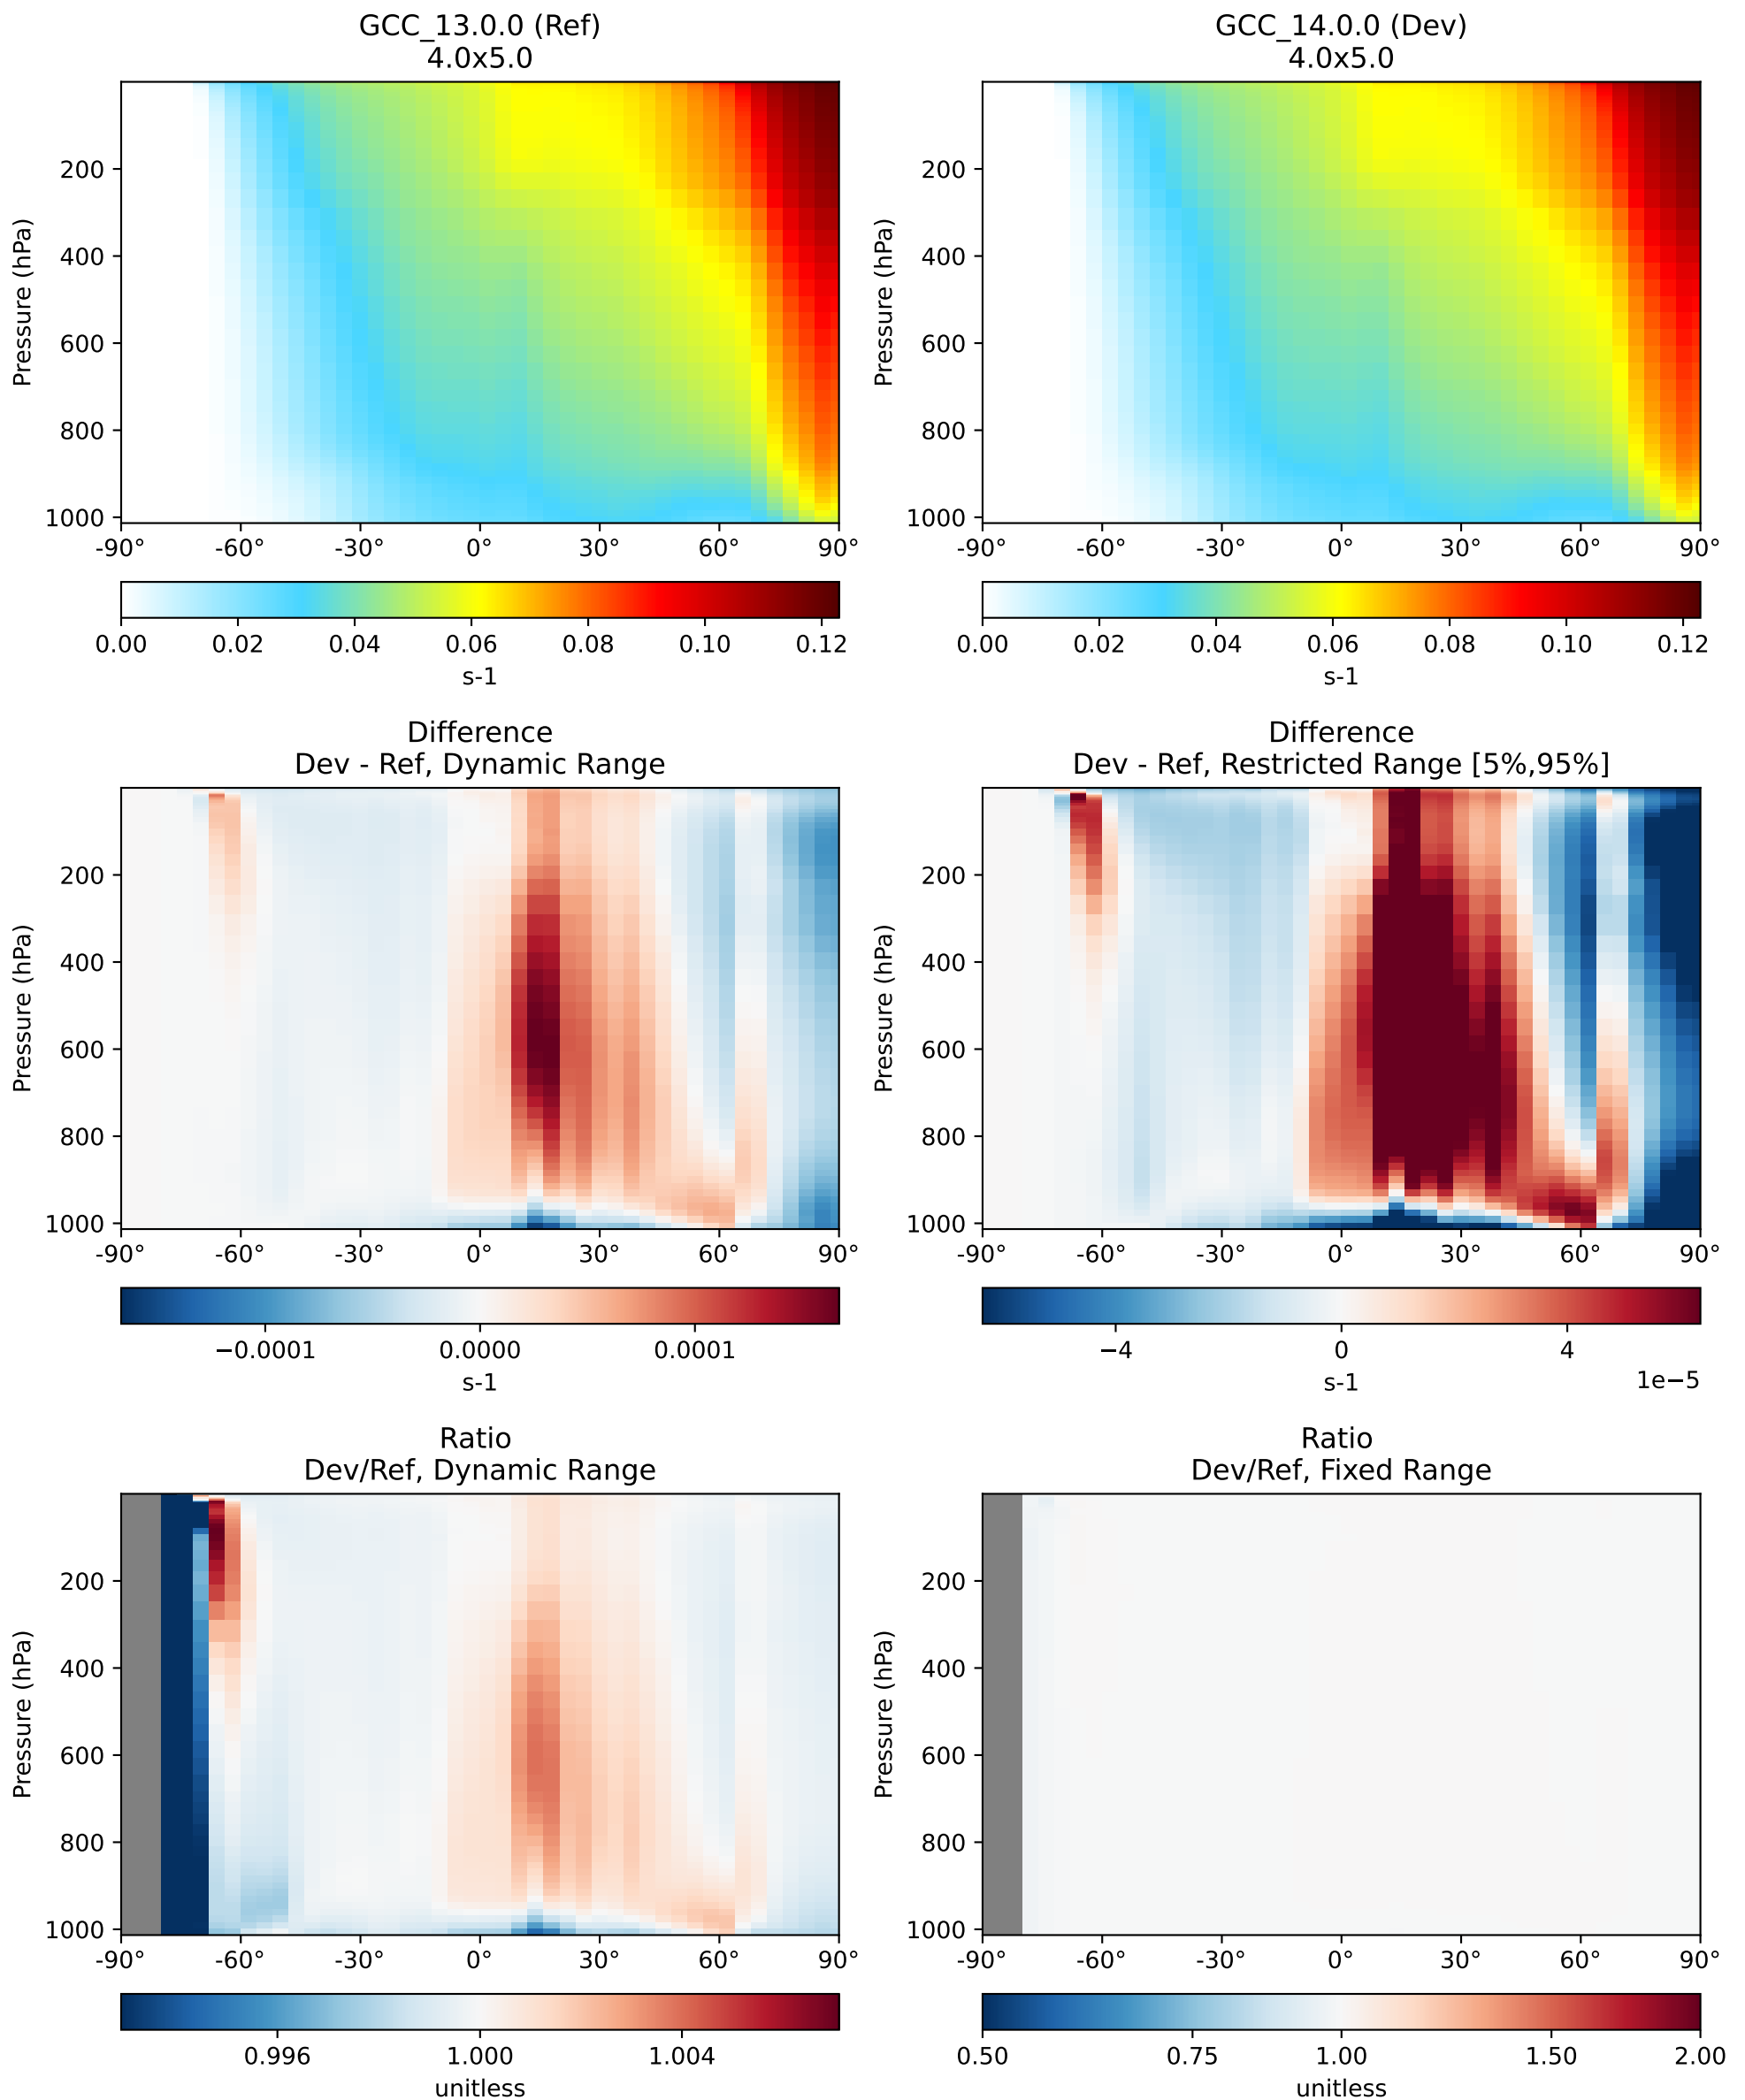 GCC_13.0.0 (Ref)
4.0x5.0
Pressure (hPa)
200
400
600
800
1000
-90° -60° -30° 0° 30° 60° 90°
0.00 0.02 0.04 0.06 0.08 0.10 0.12
s-1
GCC_14.0.0 (Dev)
4.0x5.0
Pressure (hPa)
200
400
600
800
1000
-90° -60° -30° 0° 30° 60° 90°
0.00 0.02 0.04 0.06 0.08 0.10 0.12
s-1
Difference
Dev - Ref, Dynamic Range
Pressure (hPa)
200
400
600
800
1000
-90° -60° -30° 0° 30° 60° 90°
−0.0001 0.0000 0.0001
s-1
Difference
Dev - Ref, Restricted Range [5%,95%]
Pressure (hPa)
200
400
600
800
1000
-90° -60° -30° 0° 30° 60° 90°
−4 0 4
s-1
1e−5
Ratio
Dev/Ref, Dynamic Range
Pressure (hPa)
200
400
600
800
1000
-90° -60° -30° 0° 30° 60° 90°
0.996 1.000 1.004
unitless
Ratio
Dev/Ref, Fixed Range
Pressure (hPa)
200
400
600
800
1000
-90° -60° -30° 0° 30° 60° 90°
0.50 0.75 1.00 1.50 2.00
unitless